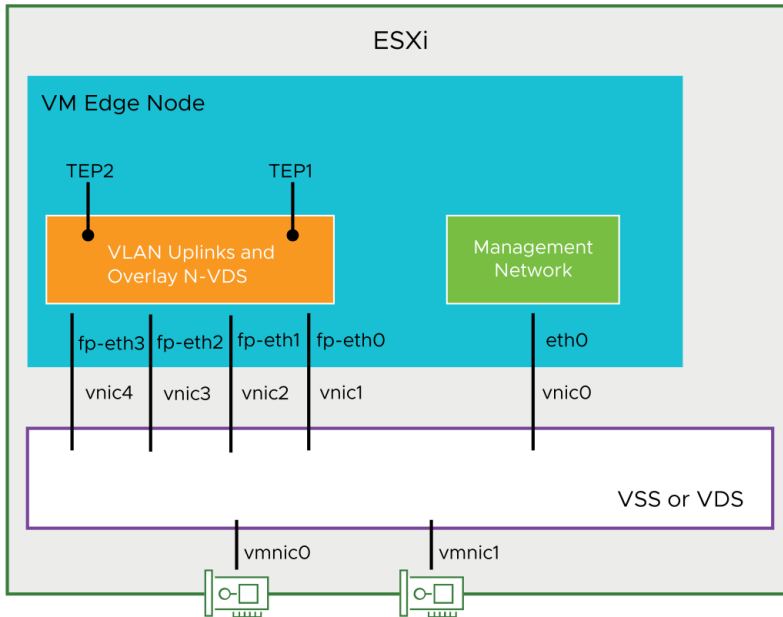 ESXi
VM Edge Node
TEP2
TEP1
VLAN Uplinks and
Overlay N-VDS
Management
Network
fp-eth3
fp-eth2
fp-eth1
fp-eth0
eth0
vnic4
vnic3
vnic2
vnic1
vnic0
VSS or VDS
vmnic0
vmnic1